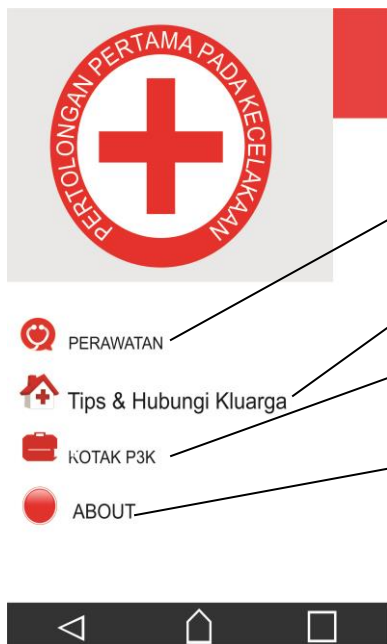 PERTOLONGAN PERTAMA PADA KECELAKAAN
PERAWATAN
Tips & Hubungi Kluarga
KOTAK P3K
ABOUT